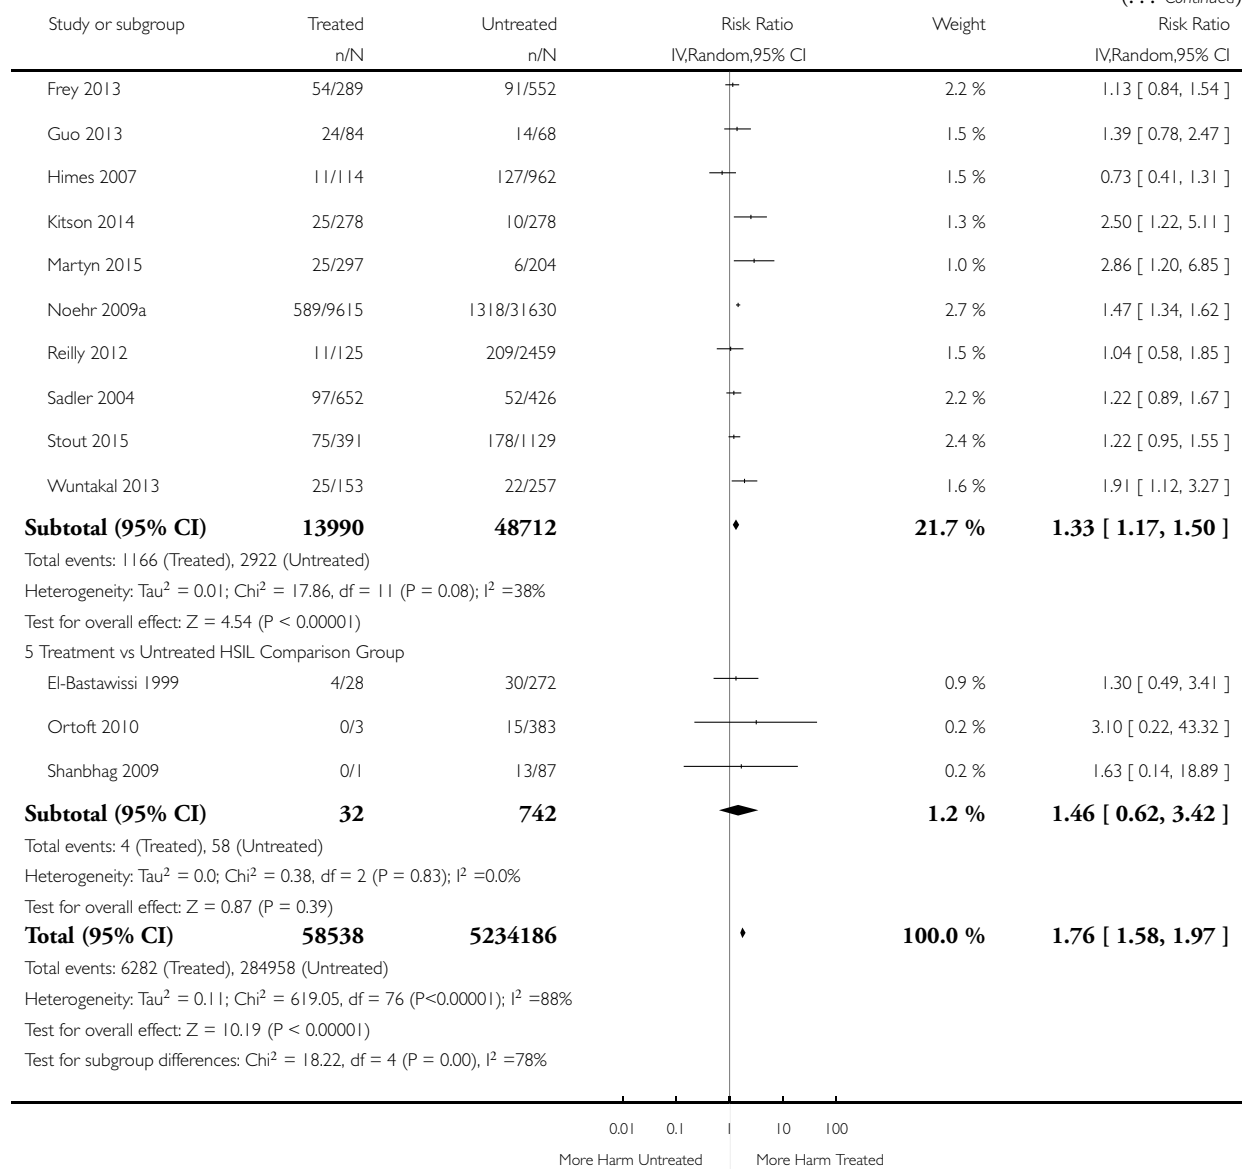 (. . . Continued)
Study or subgroup Treated Untreated Risk Ratio Weight Risk Ratio
n/N n/N IV,Random,95% CI IV,Random,95% CI
Frey 2013 54/289 91/552 2.2 % 1.13 [ 0.84, 1.54 ]
Guo 2013 24/84 14/68 1.5 % 1.39 [ 0.78, 2.47 ]
Himes 2007 11/114 127/962 1.5 % 0.73 [ 0.41, 1.31 ]
Kitson 2014 25/278 10/278 1.3 % 2.50 [ 1.22, 5.11 ]
Martyn 2015 25/297 6/204 1.0 % 2.86 [ 1.20, 6.85 ]
Noehr 2009a 589/9615 1318/31630 2.7 % 1.47 [ 1.34, 1.62 ]
Reilly 2012 11/125 209/2459 1.5 % 1.04 [ 0.58, 1.85 ]
Sadler 2004 97/652 52/426 2.2 % 1.22 [ 0.89, 1.67 ]
Stout 2015 75/391 178/1129 2.4 % 1.22 [ 0.95, 1.55 ]
Wuntakal 2013 25/153 22/257 1.6 % 1.91 [ 1.12, 3.27 ]
Subtotal (95% CI) 13990 48712 21.7 % 1.33 [ 1.17, 1.50 ]
Total events: 1166 (Treated), 2922 (Untreated)
Heterogeneity: Tau² = 0.01; Chi² = 17.86, df = 11 (P = 0.08); I² =38%
Test for overall effect: Z = 4.54 (P < 0.00001)
5 Treatment vs Untreated HSIL Comparison Group
El-Bastawissi 1999 4/28 30/272 0.9 % 1.30 [ 0.49, 3.41 ]
Ortoft 2010 0/3 15/383 0.2 % 3.10 [ 0.22, 43.32 ]
Shanbhag 2009 0/1 13/87 0.2 % 1.63 [ 0.14, 18.89 ]
Subtotal (95% CI) 32 742 1.2 % 1.46 [ 0.62, 3.42 ]
Total events: 4 (Treated), 58 (Untreated)
Heterogeneity: Tau² = 0.0; Chi² = 0.38, df = 2 (P = 0.83); I² =0.0%
Test for overall effect: Z = 0.87 (P = 0.39)
Total (95% CI) 58538 5234186 100.0 % 1.76 [ 1.58, 1.97 ]
Total events: 6282 (Treated), 284958 (Untreated)
Heterogeneity: Tau² = 0.11; Chi² = 619.05, df = 76 (P<0.00001); I² =88%
Test for overall effect: Z = 10.19 (P < 0.00001)
Test for subgroup differences: Chi² = 18.22, df = 4 (P = 0.00), I² =78%
0.01 0.1 1 10 100
More Harm Untreated More Harm Treated